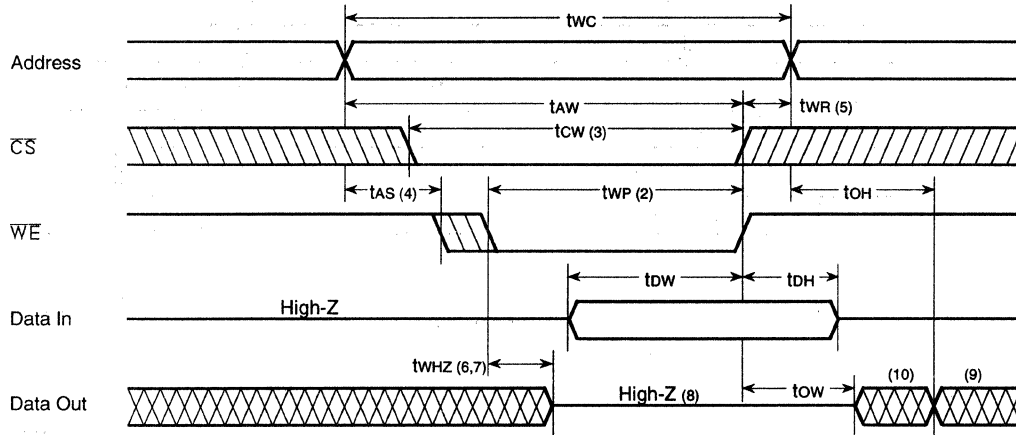 tWC
Address
tAW
tWR (5)
tCW (3)
CS
tAS (4)
tWP (2)
tOH
WE
tDW
tDH
High-Z
Data In
tWHZ (6,7)
High-Z (8)
tOW
(10)
(9)
Data Out